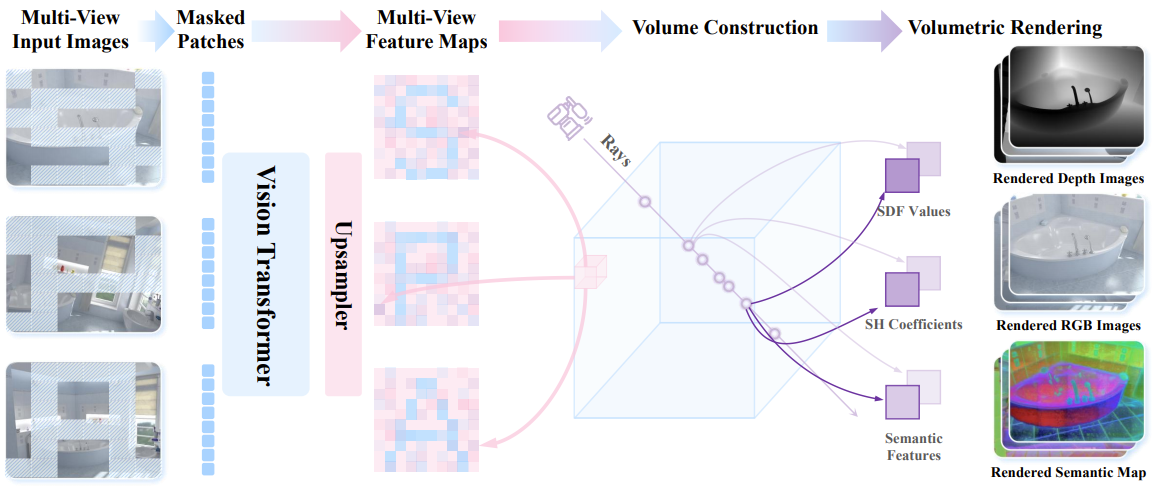 Multi-View
Input Images
Masked
Patches
Multi-View
Feature Maps
Volume Construction
Volumetric Rendering
Vision Transformer
Upsampler
Rays
SDF Values
SH Coefficients
Semantic
Features
Rendered Depth Images
Rendered RGB Images
Rendered Semantic Map